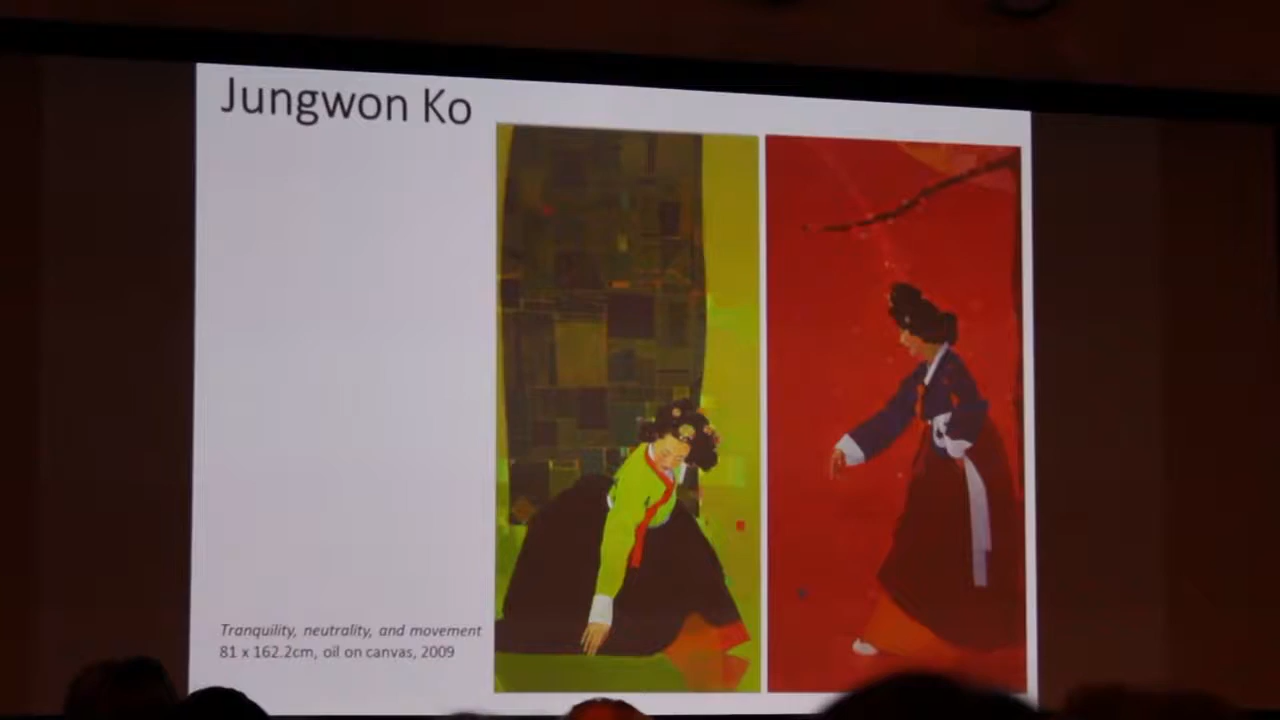 Jungwon Ko
Tranquility, neutrality, and movement
81 x 162.2cm, oil on canvas, 2009